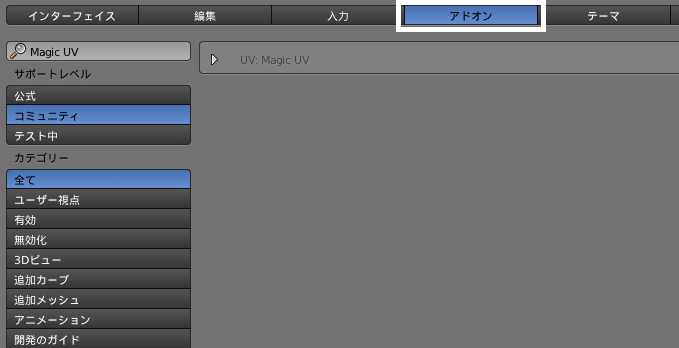 インターフェイス 編集 入力 アドオン テーマ
Magic UV
サポートレベル
公式
コミュニティ
テスト中
カテゴリー
全て
ユーザー視点
有効
無効化
3Dビュー
追加カーブ
追加メッシュ
アニメーション
開発のガイド
UV: Magic UV